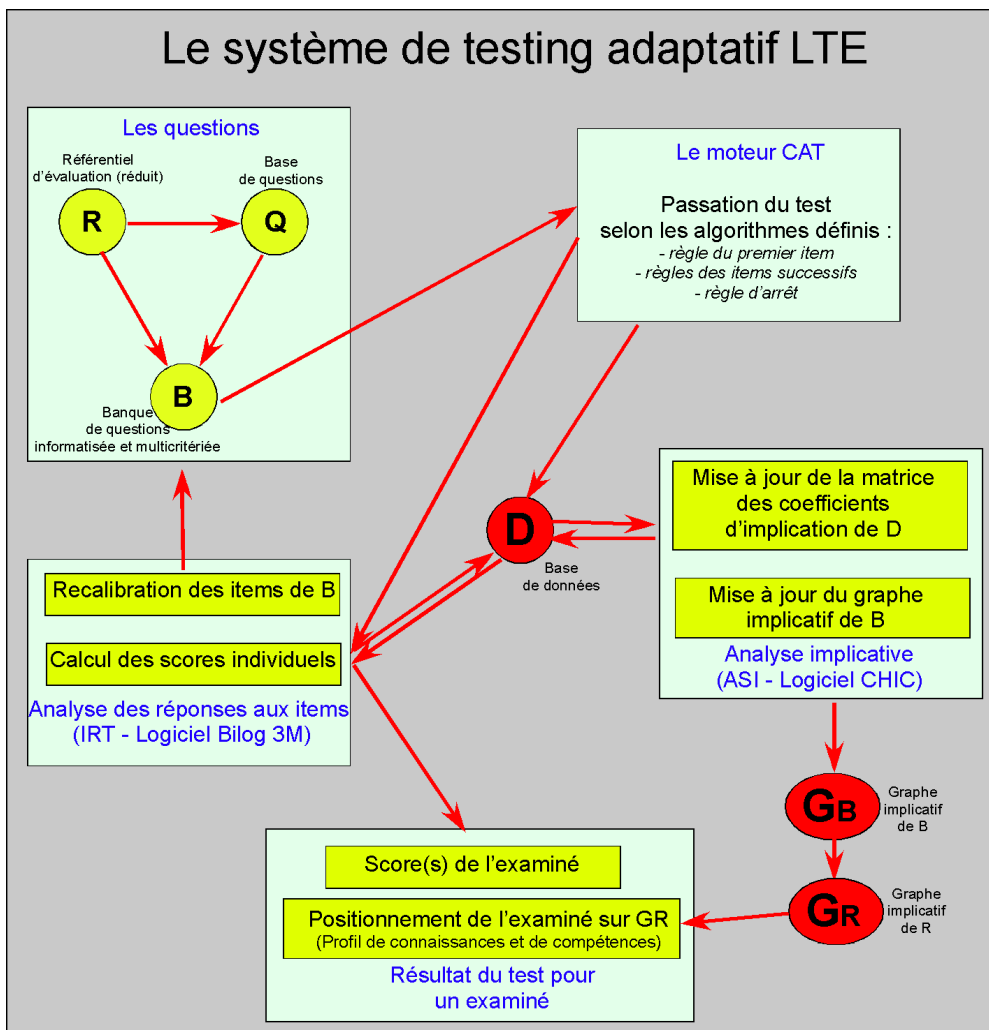 Le système de testing adaptatif LTE
Les questions
Référentiel
d'évaluation (réduit)
Base
de questions
R
Q
B
Banque
de questions
informatisée et multicritériée
Le moteur CAT
Passation du test
selon les algorithmes définis :
- règle du premier item
- règles des items successifs
- règle d'arrêt
D
Base
de données
Mise à jour de la matrice
des coefficients
d'implication de D
Mise à jour du graphe
implicatif de B
Analyse implicative
(ASI - Logiciel CHIC)
Recalibration des items de B
Calcul des scores individuels
Analyse des réponses aux items
(IRT - Logiciel Bilog 3M)
GB
Graphe
implicatif
de B
GR
Graphe
implicatif
de R
Score(s) de l'examiné
Positionnement de l'examiné sur GR
(Profil de connaissances et de compétences)
Résultat du test pour
un examiné